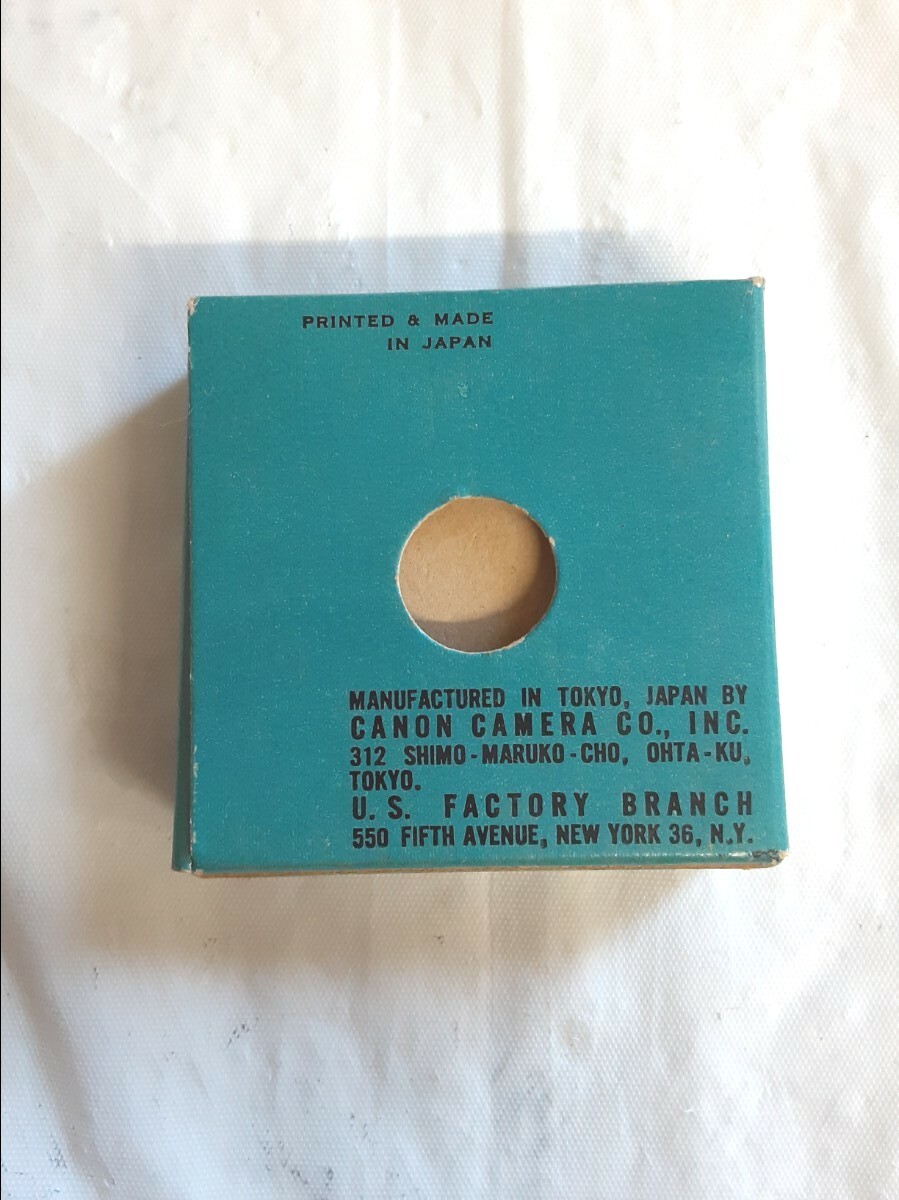 PRINTED & MADE
IN JAPAN
MANUFACTURED IN TOKYO, JAPAN BY
CANON CAMERA CO., INC.
312 SHIMO-MARUKO-CHO, OHTA-KU,
TOKYO.
U. S. FACTORY BRANCH
550 FIFTH AVENUE, NEW YORK 36, N.Y.